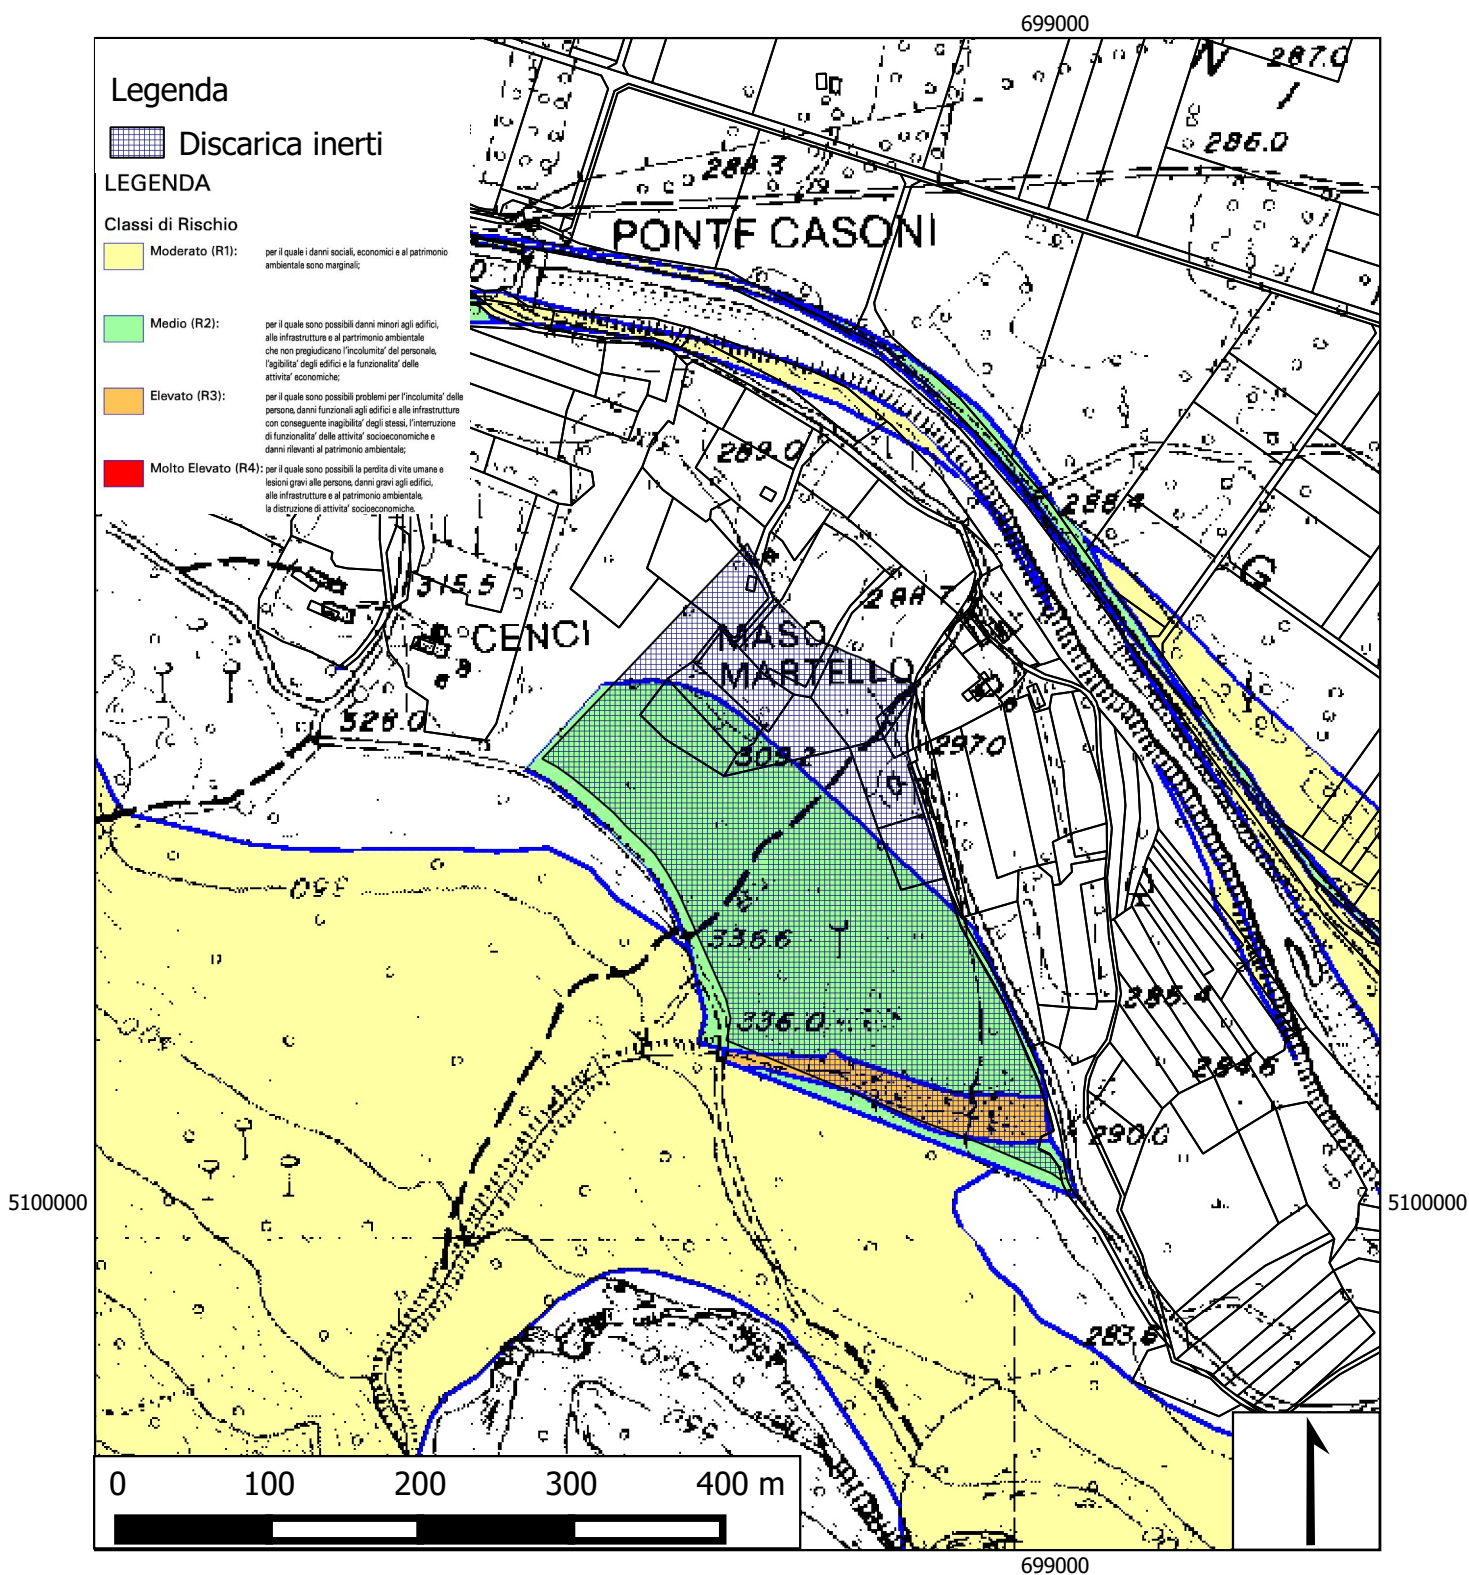 699000
Legenda
Discarica inerti
LEGENDA
Classi di Rischio
Moderato (R1):
per il quale i danni sociali, economici e al patrimonio
ambientale sono marginali;
Medio (R2):
per il quale sono possibili danni minori agli edifici,
alle infrastrutture e al partrimonio ambientale
che non pregiudicano l'incolumita' del personale,
l'agibilita' degli edifici e la funzionalita' delle
attivita' economiche;
Elevato (R3):
per il quale sono possibili problemi per l'incolumita' delle
persone, danni funzionali agli edifici e alle infrastrutture
con conseguente inagibilita' degli stessi, l'interruzione
di funzionalita' delle attivita' socioeconomiche e
danni rilevanti al patrimonio ambientale;
Molto Elevato (R4):
per il quale sono possibili la perdita di vite umane e
lesioni gravi alle persone, danni gravi agli edifici,
alle infrastrutture e al patrimonio ambientale,
la distruzione di attivita' socioeconomiche.
N
287.0
286.0
288.3
PONTE CASONI
289.0
288.4
G
315.5
288.7
CENCI
MASO
MARTELLO
326.0
309.2
297.0
350
336.6
336.0
285.4
284.6
290.0
5100000
5100000
283.6
350
0
100
200
300
400 m
699000